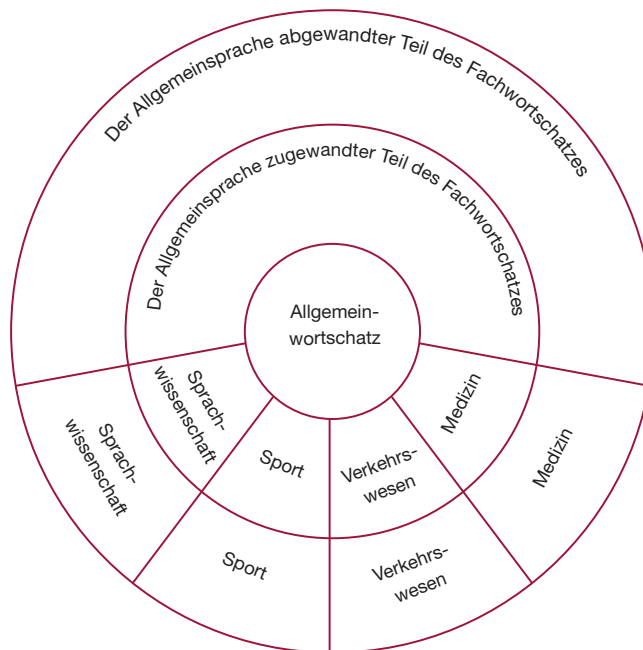 Der Allgemeinsprache abgewandter Teil des Fachwortschatzes
Der Allgemeinsprache zugewandter Teil des Fachwortschatzes
Allgemein-
wortschatz
Sprach-
wissenschaft
Sport
Verkehrs-
wesen
Medizin
Sprach-
wissenschaft
Sport
Verkehrs-
wesen
Medizin